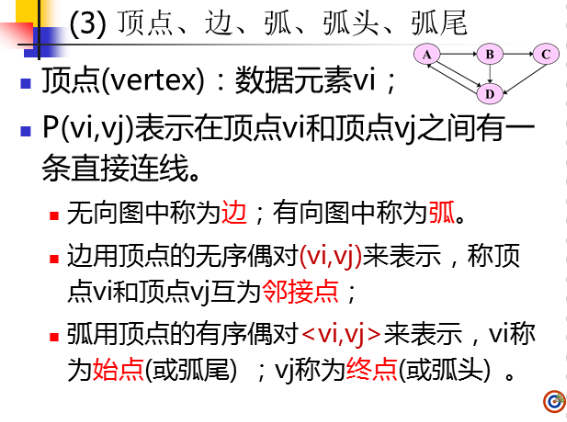 (3) 顶点、边、弧、弧头、弧尾
A B C
D
顶点(vertex)：数据元素vi；
P(vi,vj)表示在顶点vi和顶点vj之间有一
条直接连线。
无向图中称为边；有向图中称为弧。
边用顶点的无序偶对(vi,vj)来表示，称顶
点vi和顶点vj互为邻接点；
弧用顶点的有序偶对<vi,vj>来表示，vi称
为始点(或弧尾) ；vj称为终点(或弧头) 。